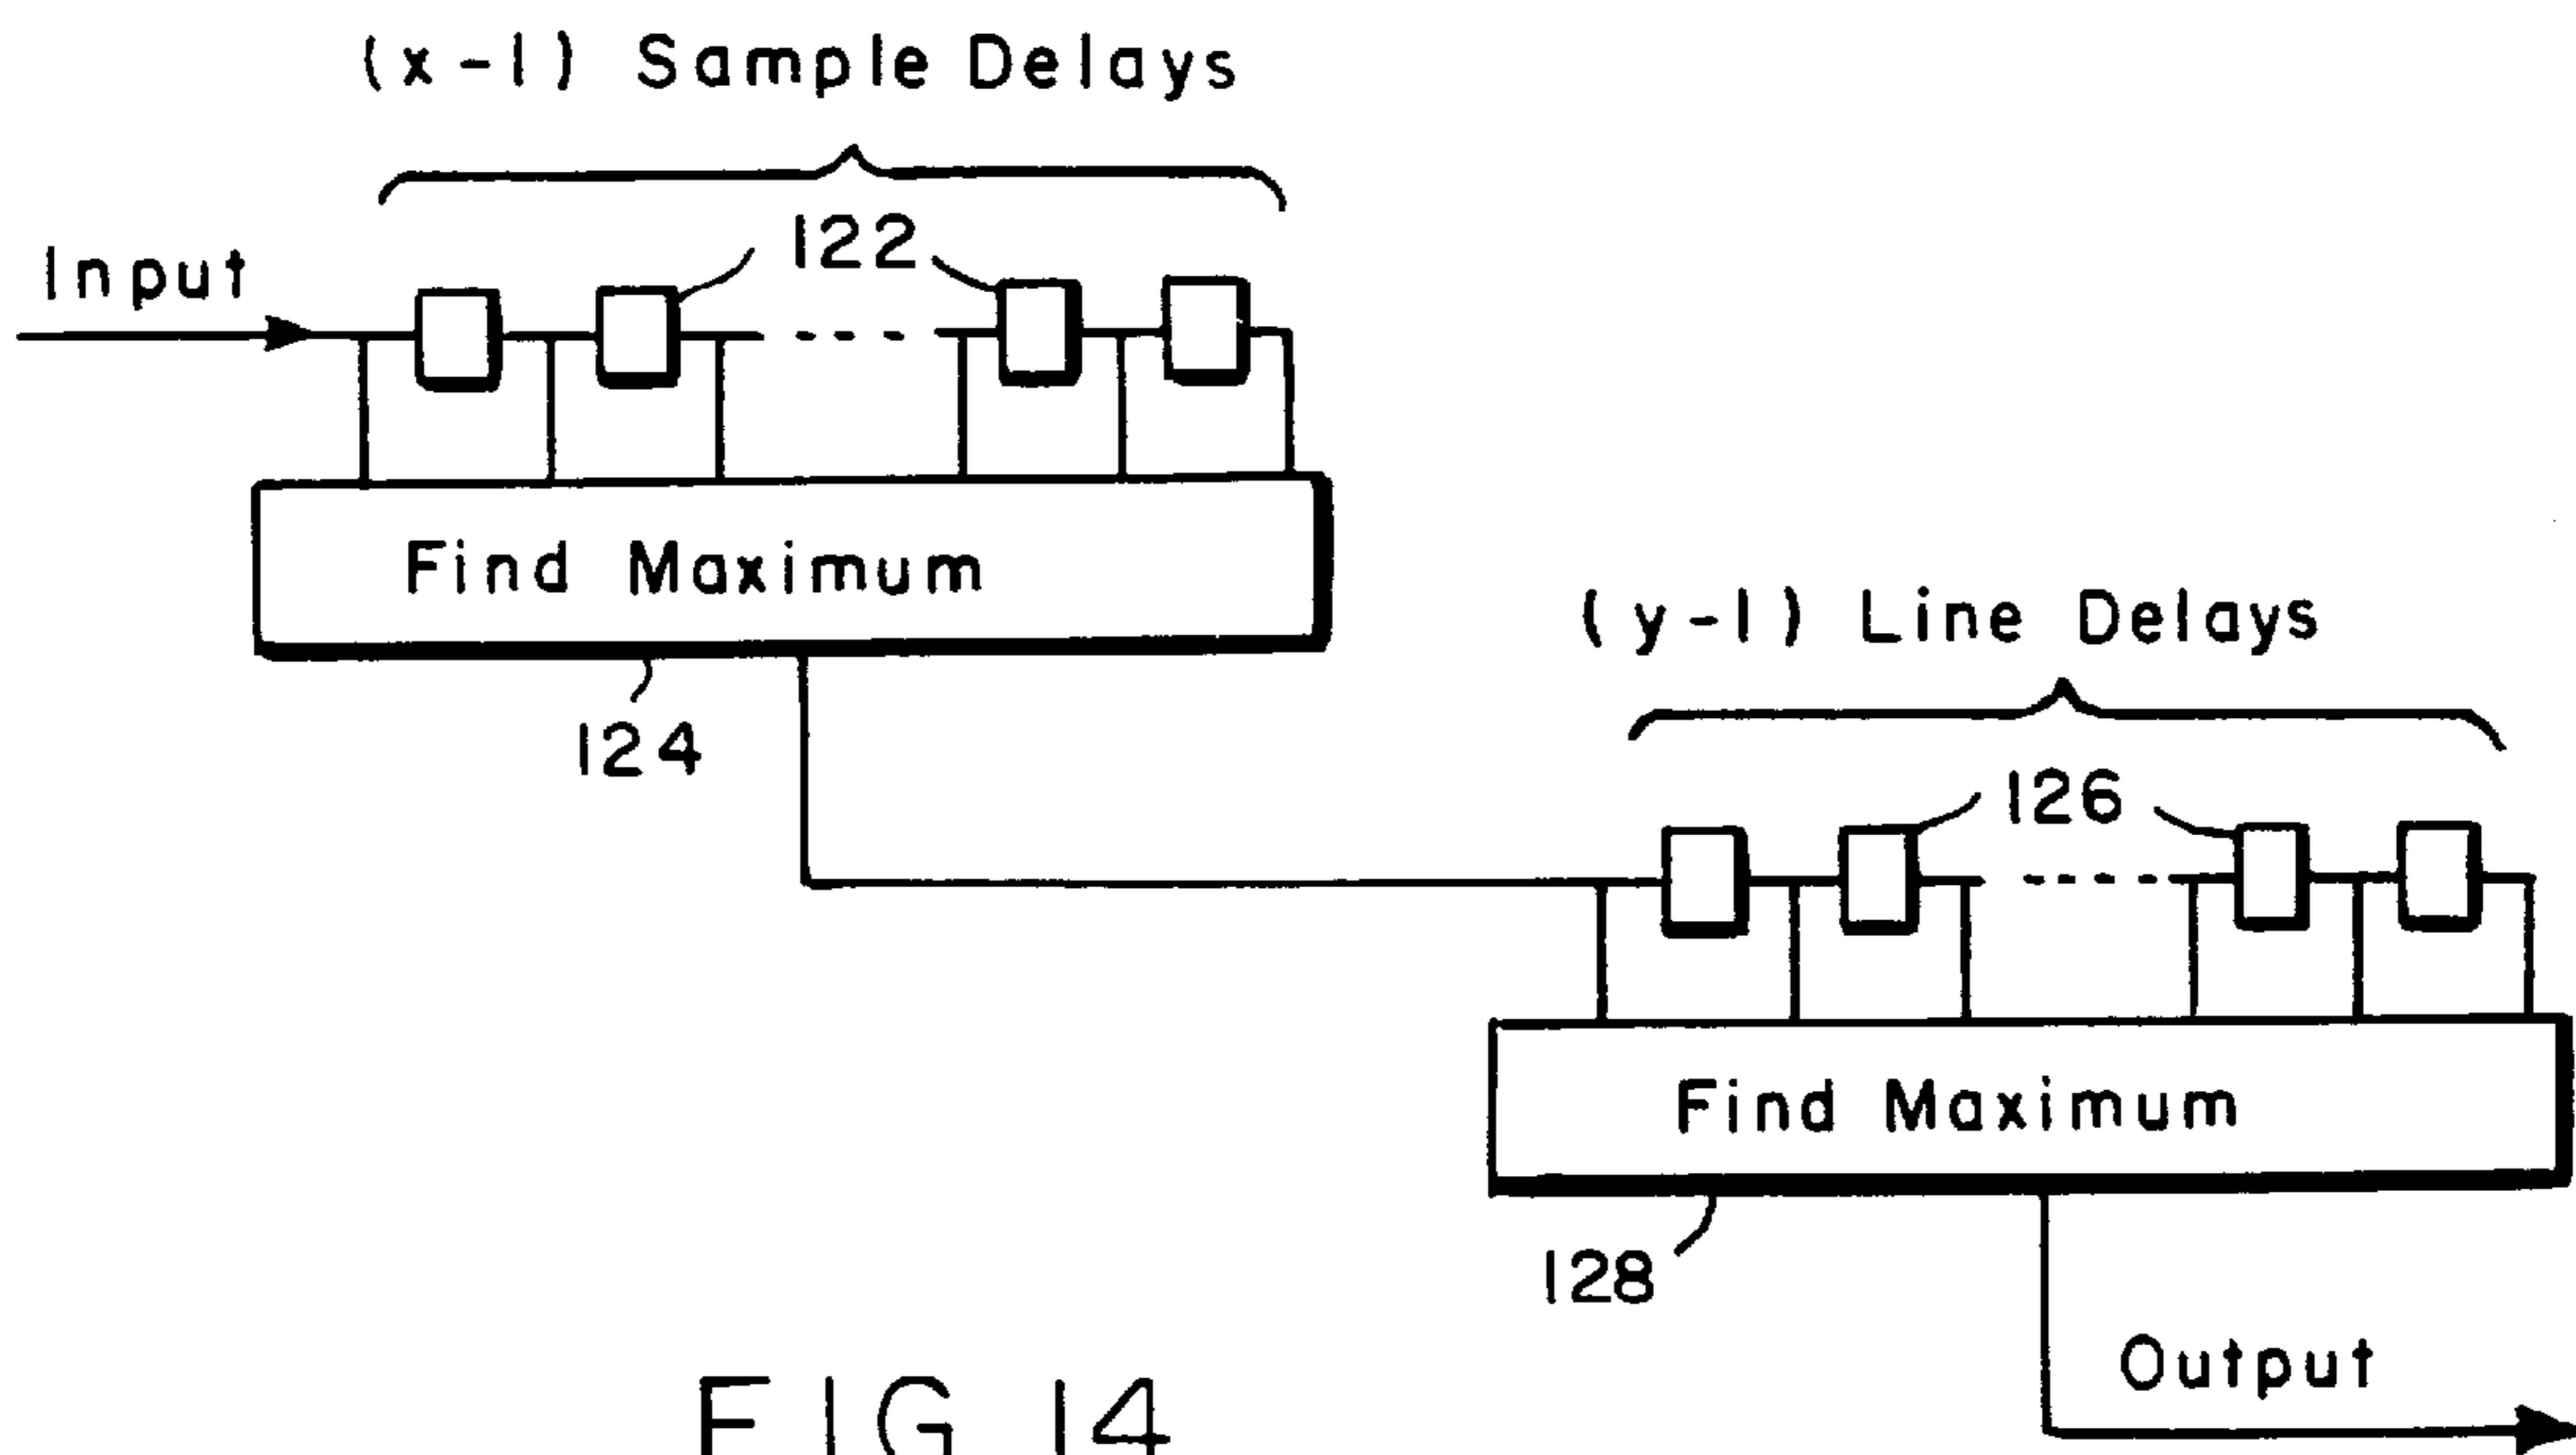 (x-1) Sample Delays
122
Input
Find Maximum
124
(y-1) Line Delays
126
Find Maximum
128
Output
FIG 14